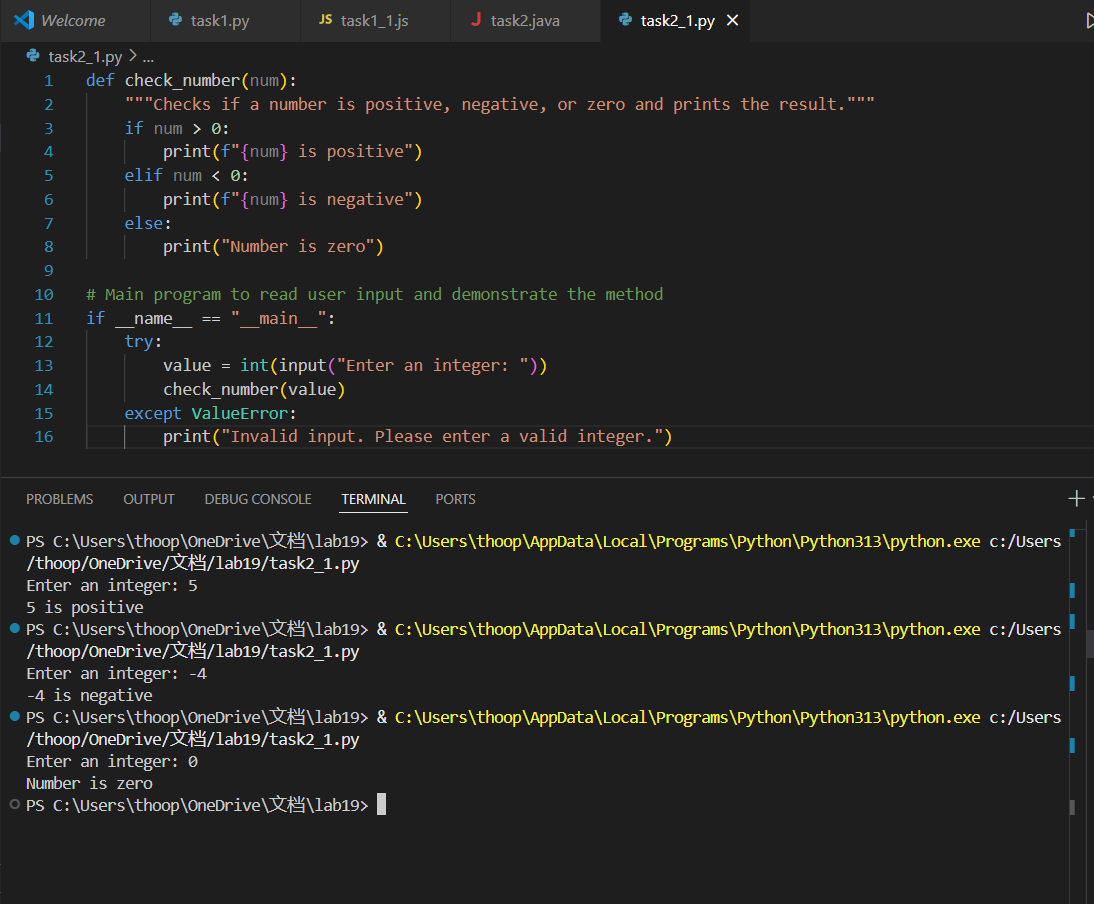 Welcome task1.py JS task1_1.js J task2.java task2_1.py
task2_1.py > ...
1 def check_number(num):
2     """Checks if a number is positive, negative, or zero and prints the result."""
3     if num > 0:
4         print(f"{num} is positive")
5     elif num < 0:
6         print(f"{num} is negative")
7     else:
8         print("Number is zero")
9
10 # Main program to read user input and demonstrate the method
11 if __name__ == "__main__":
12     try:
13         value = int(input("Enter an integer: "))
14         check_number(value)
15     except ValueError:
16         print("Invalid input. Please enter a valid integer.")
PROBLEMS OUTPUT DEBUG CONSOLE TERMINAL PORTS
PS C:\Users\thoop\OneDrive\文档\lab19> & C:\Users\thoop\AppData\Local\Programs\Python\Python313\python.exe c:/Users
/thoop/OneDrive/文档/lab19/task2_1.py
Enter an integer: 5
5 is positive
PS C:\Users\thoop\OneDrive\文档\lab19> & C:\Users\thoop\AppData\Local\Programs\Python\Python313\python.exe c:/Users
/thoop/OneDrive/文档/lab19/task2_1.py
Enter an integer: -4
-4 is negative
PS C:\Users\thoop\OneDrive\文档\lab19> & C:\Users\thoop\AppData\Local\Programs\Python\Python313\python.exe c:/Users
/thoop/OneDrive/文档/lab19/task2_1.py
Enter an integer: 0
Number is zero
PS C:\Users\thoop\OneDrive\文档\lab19>